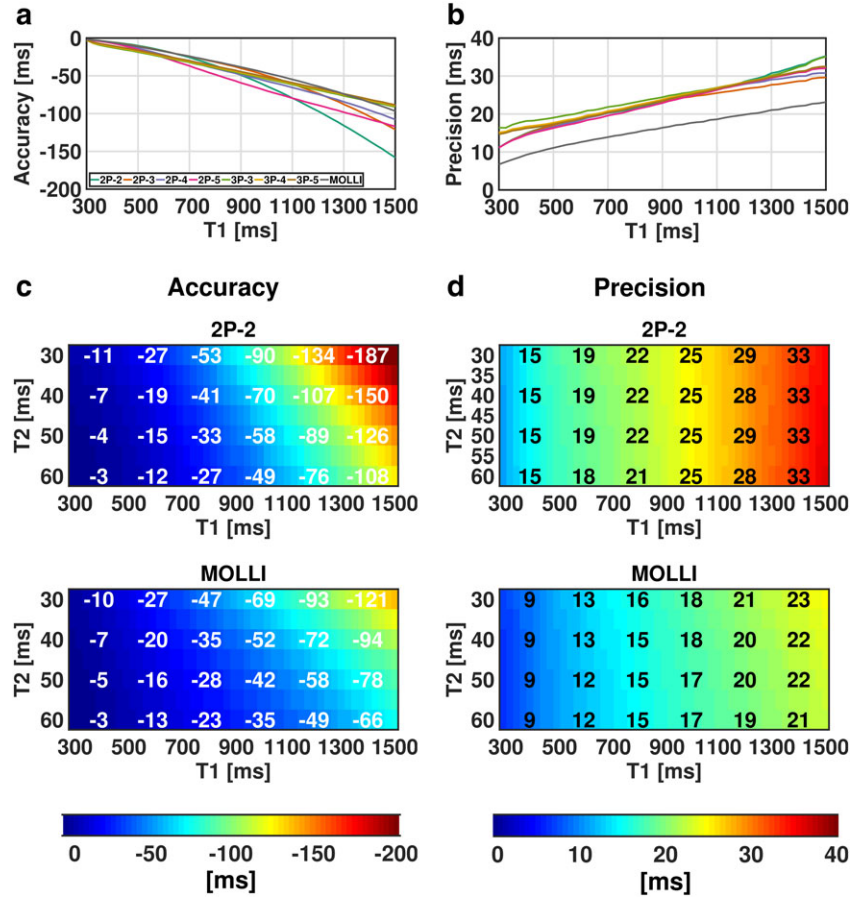 a
0
-50
-100
-150
-200
Accuracy [ms]
2P-2 2P-3 2P-4 2P-5 3P-3 3P-4 3P-5 MOLLI
300 500 700 900 1100 1300 1500
T1 [ms]
b
40
30
20
10
0
Precision [ms]
300 500 700 900 1100 1300 1500
T1 [ms]
c Accuracy
2P-2
T2 [ms]
30 -11 -27 -53 -90 -134 -187
40 -7 -19 -41 -70 -107 -150
50 -4 -15 -33 -58 -89 -126
60 -3 -12 -27 -49 -76 -108
300 500 700 900 1100 1300 1500
T1 [ms]
MOLLI
T2 [ms]
30 -10 -27 -47 -69 -93 -121
40 -7 -20 -35 -52 -72 -94
50 -5 -16 -28 -42 -58 -78
60 -3 -13 -23 -35 -49 -66
300 500 700 900 1100 1300 1500
T1 [ms]
0 -50 -100 -150 -200
[ms]
d Precision
2P-2
T2 [ms]
30 15 19 22 25 29 33
35
40 15 19 22 25 28 33
45
50 15 19 22 25 29 33
55
60 15 18 21 25 28 33
300 500 700 900 1100 1300 1500
T1 [ms]
MOLLI
T2 [ms]
30 9 13 16 18 21 23
40 9 13 15 18 20 22
50 9 12 15 17 20 22
60 9 12 15 17 19 21
300 500 700 900 1100 1300 1500
T1 [ms]
0 10 20 30 40
[ms]